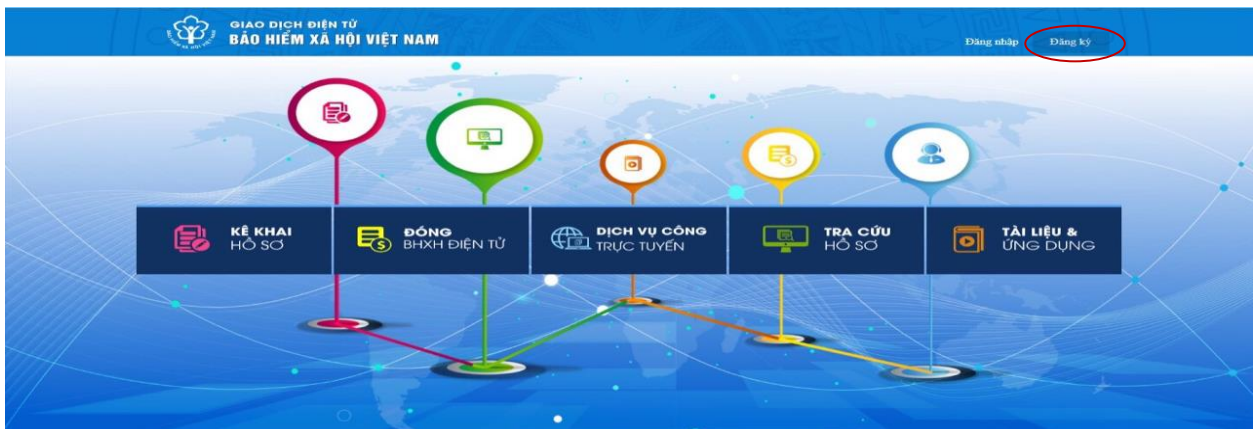 GIAO DỊCH ĐIỆN TỬ
BẢO HIỂM XÃ HỘI VIỆT NAM
Đăng nhập
Đăng ký
KÊ KHAI
HỒ SƠ
ĐÓNG
BHXH ĐIỆN TỬ
DỊCH VỤ CÔNG
TRỰC TUYẾN
TRA CỨU
HỒ SƠ
TÀI LIỆU &
ỨNG DỤNG